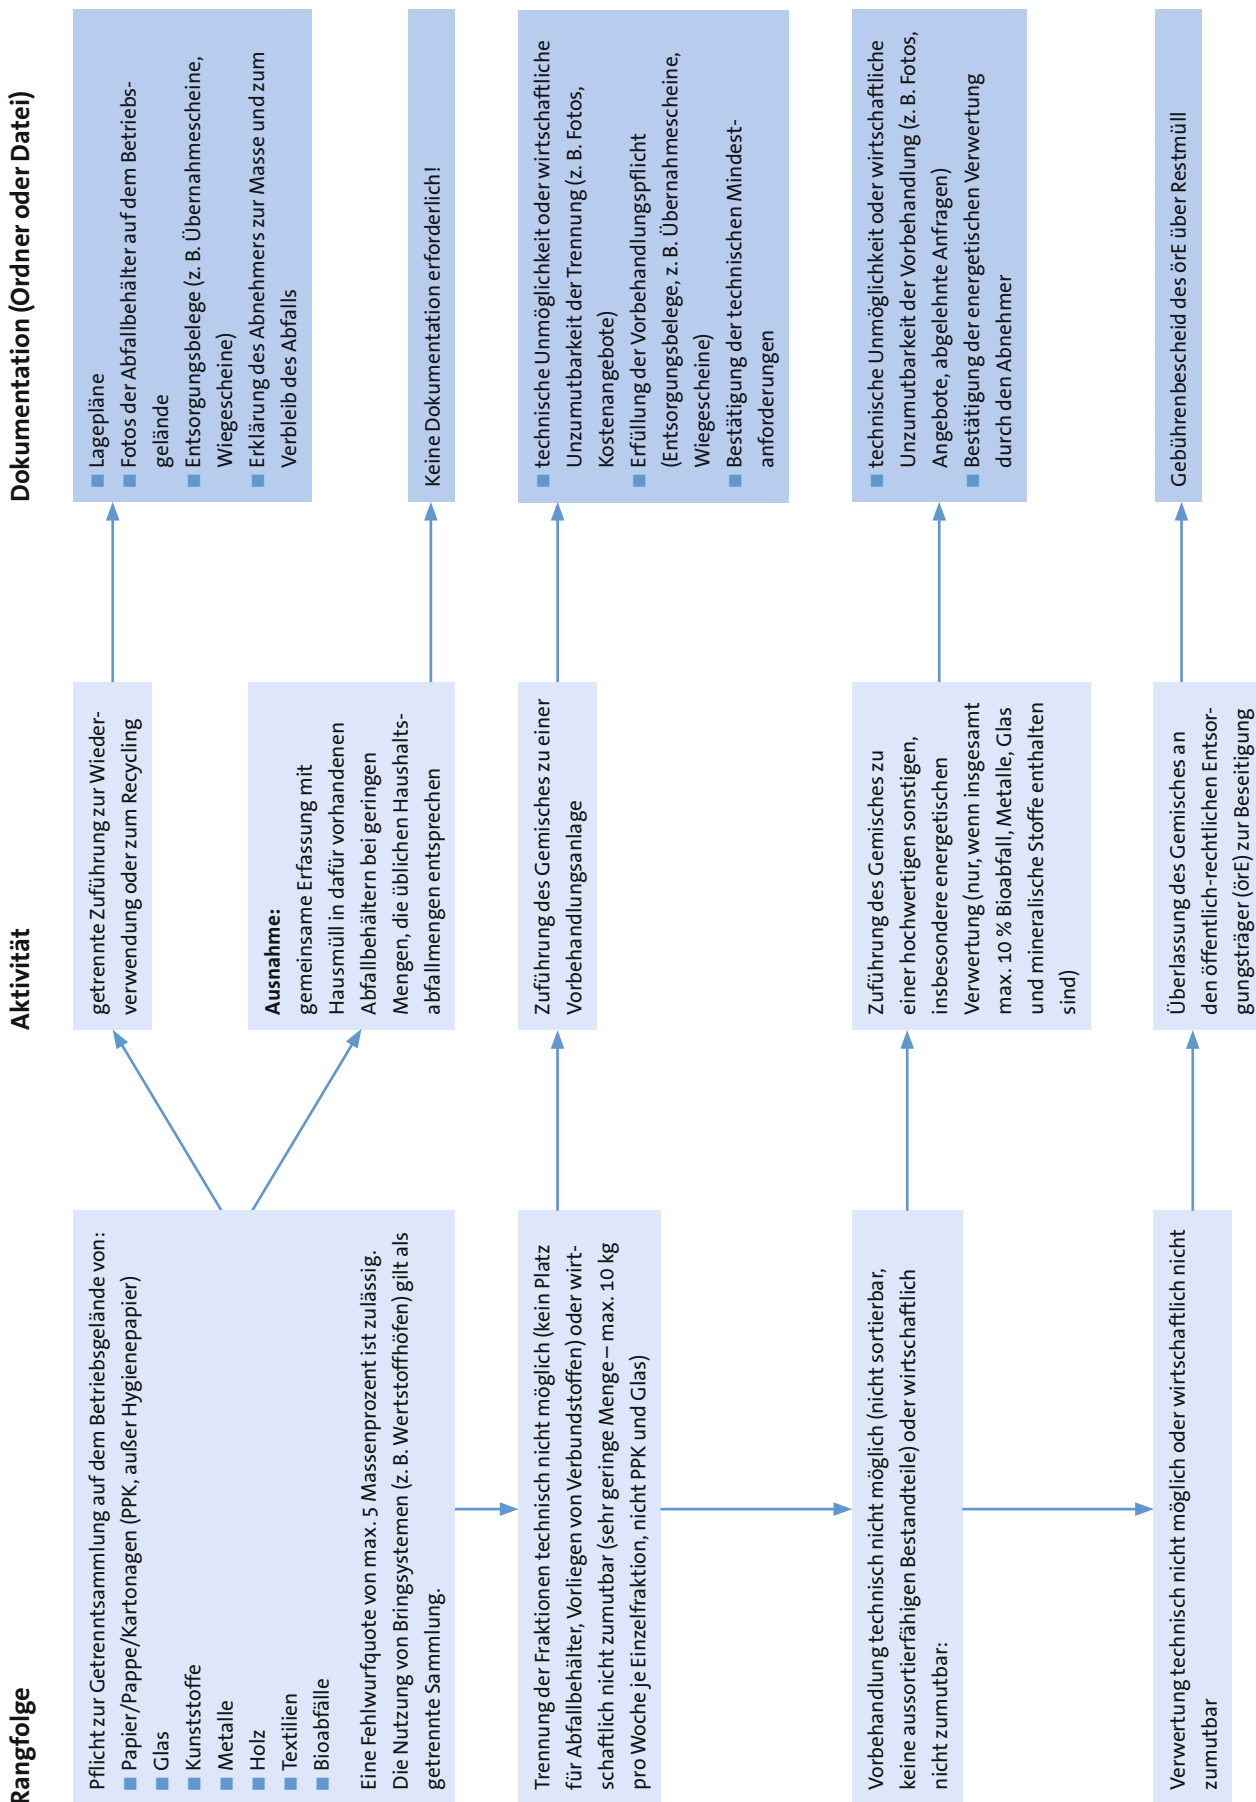 Rangfolge
Aktivität
Dokumentation (Ordner oder Datei)
Pflicht zur Getrenntsammlung auf dem Betriebsgelände von:
■ Papier/Pappe/Kartonagen (PPK, außer Hygienepapier)
■ Glas
■ Kunststoffe
■ Metalle
■ Holz
■ Textilien
■ Bioabfälle
Eine Fehlwurfquote von max. 5 Massenprozent ist zulässig.
Die Nutzung von Bringsystemen (z. B. Wertstoffhöfen) gilt als
getrennte Sammlung.
getrennte Zuführung zur Wieder-
verwendung oder zum Recycling
■ Lagepläne
■ Fotos der Abfallbehälter auf dem Betriebs-
gelände
■ Entsorgungsbelege (z. B. Übernahmescheine,
Wiegescheine)
■ Erklärung des Abnehmers zur Masse und zum
Verbleib des Abfalls
Ausnahme:
gemeinsame Erfassung mit
Hausmüll in dafür vorhandenen
Abfallbehältern bei geringen
Mengen, die üblichen Haushalts-
abfallmengen entsprechen
Keine Dokumentation erforderlich!
Trennung der Fraktionen technisch nicht möglich (kein Platz
für Abfallbehälter, Vorliegen von Verbundstoffen) oder wirt-
schaftlich nicht zumutbar (sehr geringe Menge – max. 10 kg
pro Woche je Einzelfraktion, nicht PPK und Glas)
Zuführung des Gemisches zu einer
Vorbehandlungsanlage
■ technische Unmöglichkeit oder wirtschaftliche
Unzumutbarkeit der Trennung (z. B. Fotos,
Kostenangebote)
■ Erfüllung der Vorbehandlungspflicht
(Entsorgungsbelege, z. B. Übernahmescheine,
Wiegescheine)
■ Bestätigung der technischen Mindest-
anforderungen
Vorbehandlung technisch nicht möglich (nicht sortierbar,
keine aussortierfähigen Bestandteile) oder wirtschaftlich
nicht zumutbar:
Zuführung des Gemisches zu
einer hochwertigen sonstigen,
insbesondere energetischen
Verwertung (nur, wenn insgesamt
max. 10 % Bioabfall, Metalle, Glas
und mineralische Stoffe enthalten
sind)
■ technische Unmöglichkeit oder wirtschaftliche
Unzumutbarkeit der Vorbehandlung (z. B. Fotos,
Angebote, abgelehnte Anfragen)
■ Bestätigung der energetischen Verwertung
durch den Abnehmer
Verwertung technisch nicht möglich oder wirtschaftlich nicht
zumutbar
Überlassung des Gemisches an
den öffentlich-rechtlichen Entsor-
gungsträger (örE) zur Beseitigung
Gebührenbescheid des örE über Restmüll